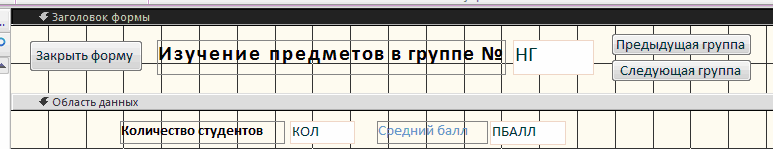 Заголовок формы
Закрыть форму Изучение предметов в группе № НГ Предыдущая группа
Следующая группа
Область данных
Количество студентов КОЛ Средний балл ПБАЛЛ